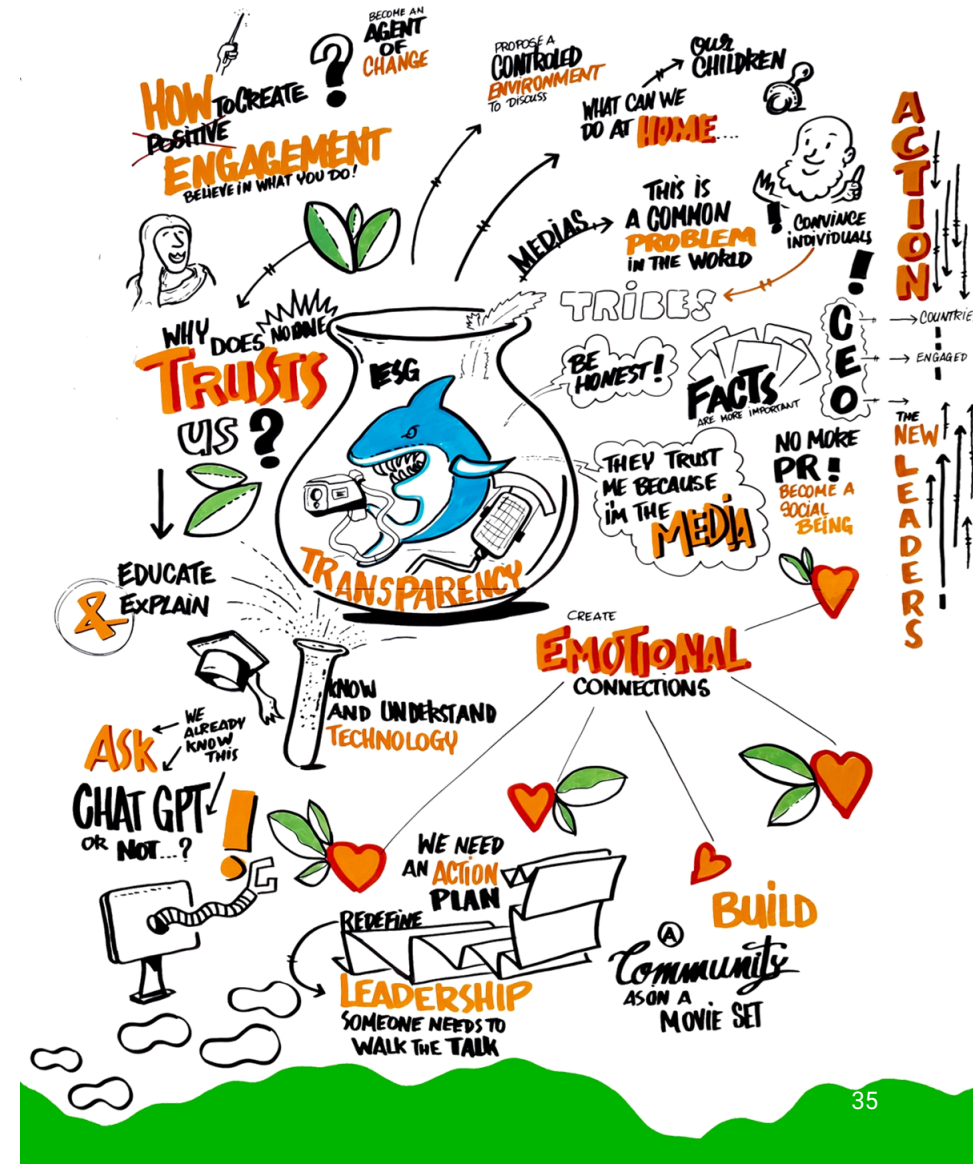 BECOME AN
AGENT
OF
CHANGE
HOW TO CREATE
POSITIVE
ENGAGEMENT
BELIEVE IN WHAT YOU DO!
?
PROPOSE A
CONTROLED
ENVIRONMENT
TO DISCUSS
OUR
CHILDREN
WHAT CAN WE
DO AT HOME....
MEDIAS
THIS IS
A COMMON
PROBLEM
IN THE WORLD
!
CONVINCE
INDIVIDUALS
ACTION
TRIBES
WHY DOES NO ONE
TRUSTS
US?
ESG
TRANSPARENCY
BE
HONEST!
FACTS
ARE MORE IMPORTANT
!
CEO
COUNTRIE
ENGAGED
THE
NEW
LEADERS
THEY TRUST
ME BECAUSE
I'M THE
MEDIA
NO MORE
PR!
BECOME A
SOCIAL
BEING
EDUCATE
& EXPLAIN
KNOW
AND UNDERSTAND
TECHNOLOGY
CREATE
EMOTIONAL
CONNECTIONS
WE
ALREADY
KNOW
THIS
ASK
CHAT GPT
OR NOT...?
!
WE NEED
AN ACTION
PLAN
REDEFINE
LEADERSHIP
SOMEONE NEEDS TO
WALK THE TALK
BUILD
A
Community
AS ON A
MOVIE SET
35